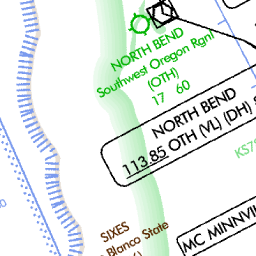 NORTH BEND
Southwest Oregon Rgnl
(OTH)
17 60
NORTH BEND
113.85 OTH (VL) (DH)
SIXES
Blanco State
MC MINNVI